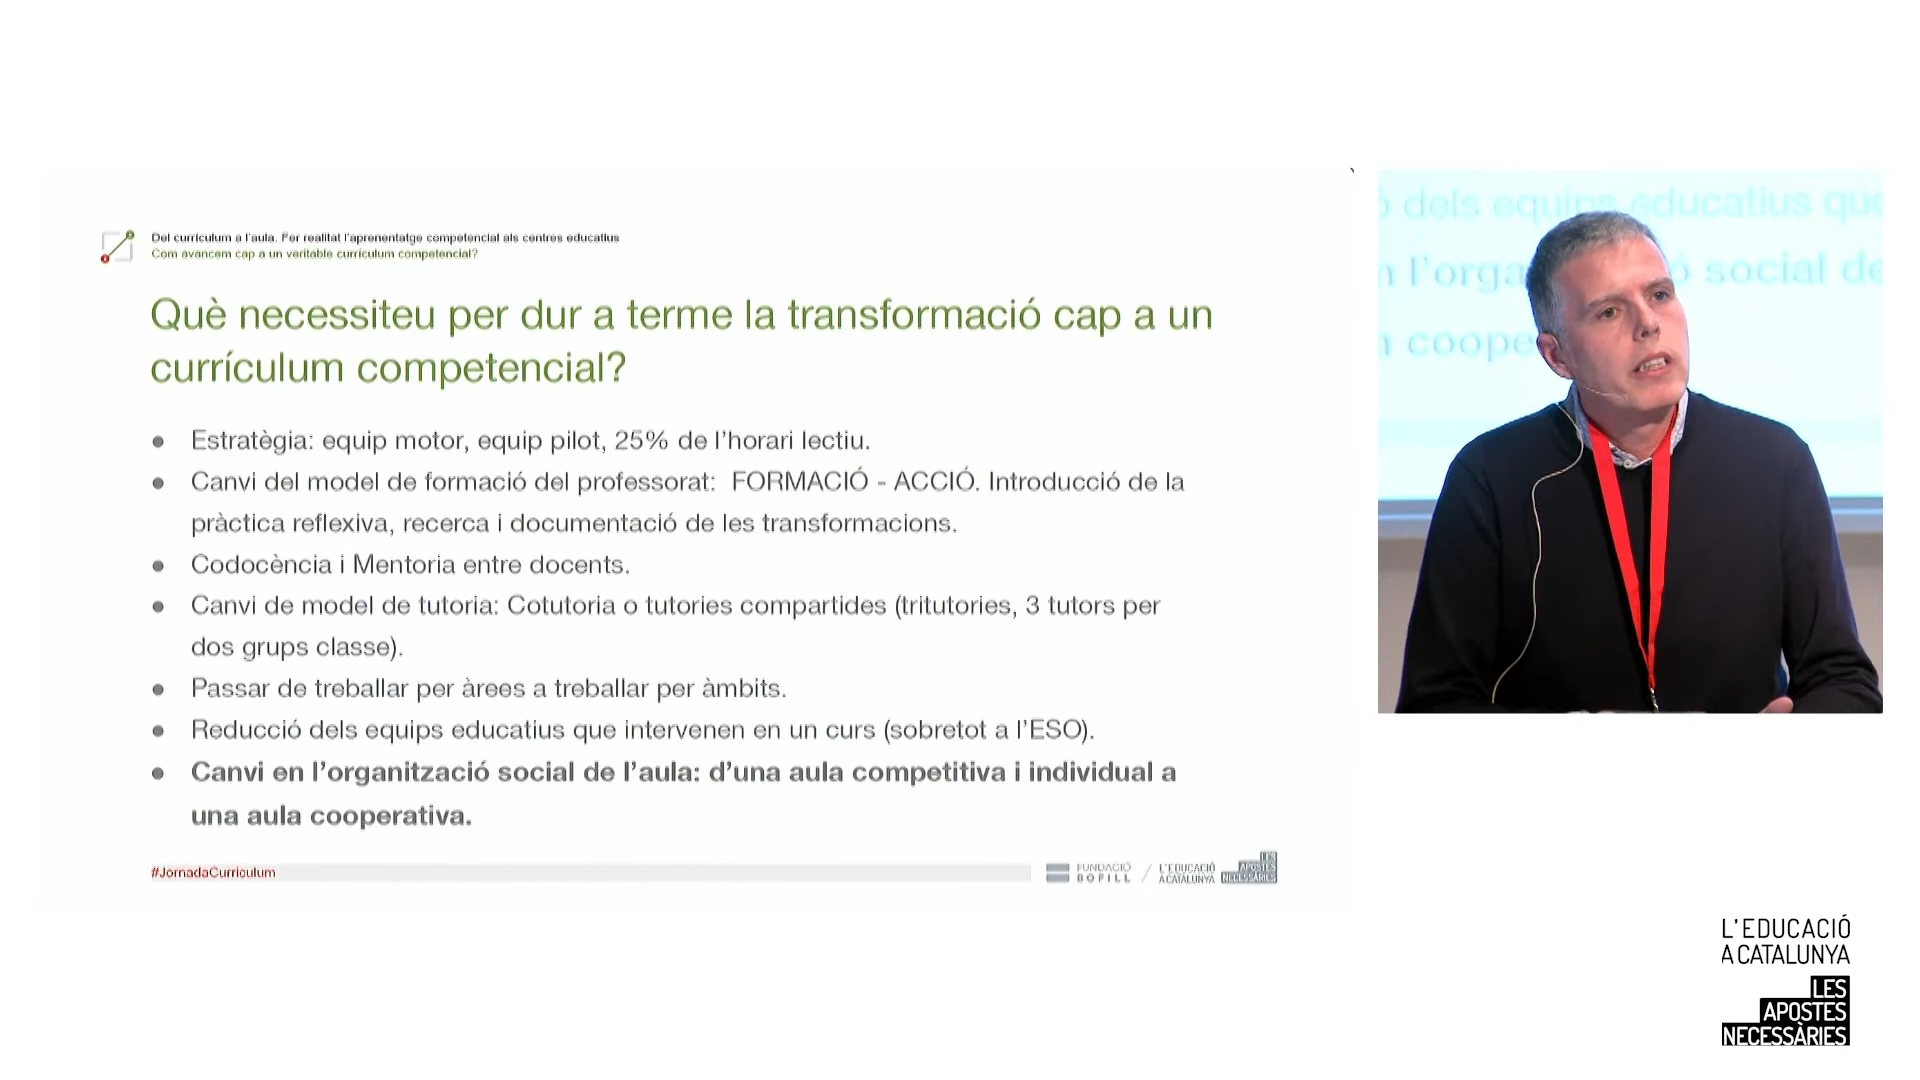 Del currículum a l'aula. Fer realitat l'aprenentatge competencial als centres educatius
Com avancem cap a un veritable currículum competencial?
Què necessiteu per dur a terme la transformació cap a un
currículum competencial?
● Estratègia: equip motor, equip pilot, 25% de l'horari lectiu.
● Canvi del model de formació del professorat: FORMACIÓ - ACCIÓ. Introducció de la
pràctica reflexiva, recerca i documentació de les transformacions.
● Codocència i Mentoria entre docents.
● Canvi de model de tutoria: Cotutoria o tutories compartides (tritutories, 3 tutors per
dos grups classe).
● Passar de treballar per àrees a treballar per àmbits.
● Reducció dels equips educatius que intervenen en un curs (sobretot a l'ESO).
● Canvi en l'organització social de l'aula: d'una aula competitiva i individual a
una aula cooperativa.
#JornadaCurriculum
FUNDACIÓ
BOFILL
/
L'EDUCACIÓ
A CATALUNYA
LES
APOSTES
NECESSÀRIES
ó dels equips educatius que
n l'orga ó social de
n coope
L'EDUCACIÓ
A CATALUNYA
LES
APOSTES
NECESSÀRIES